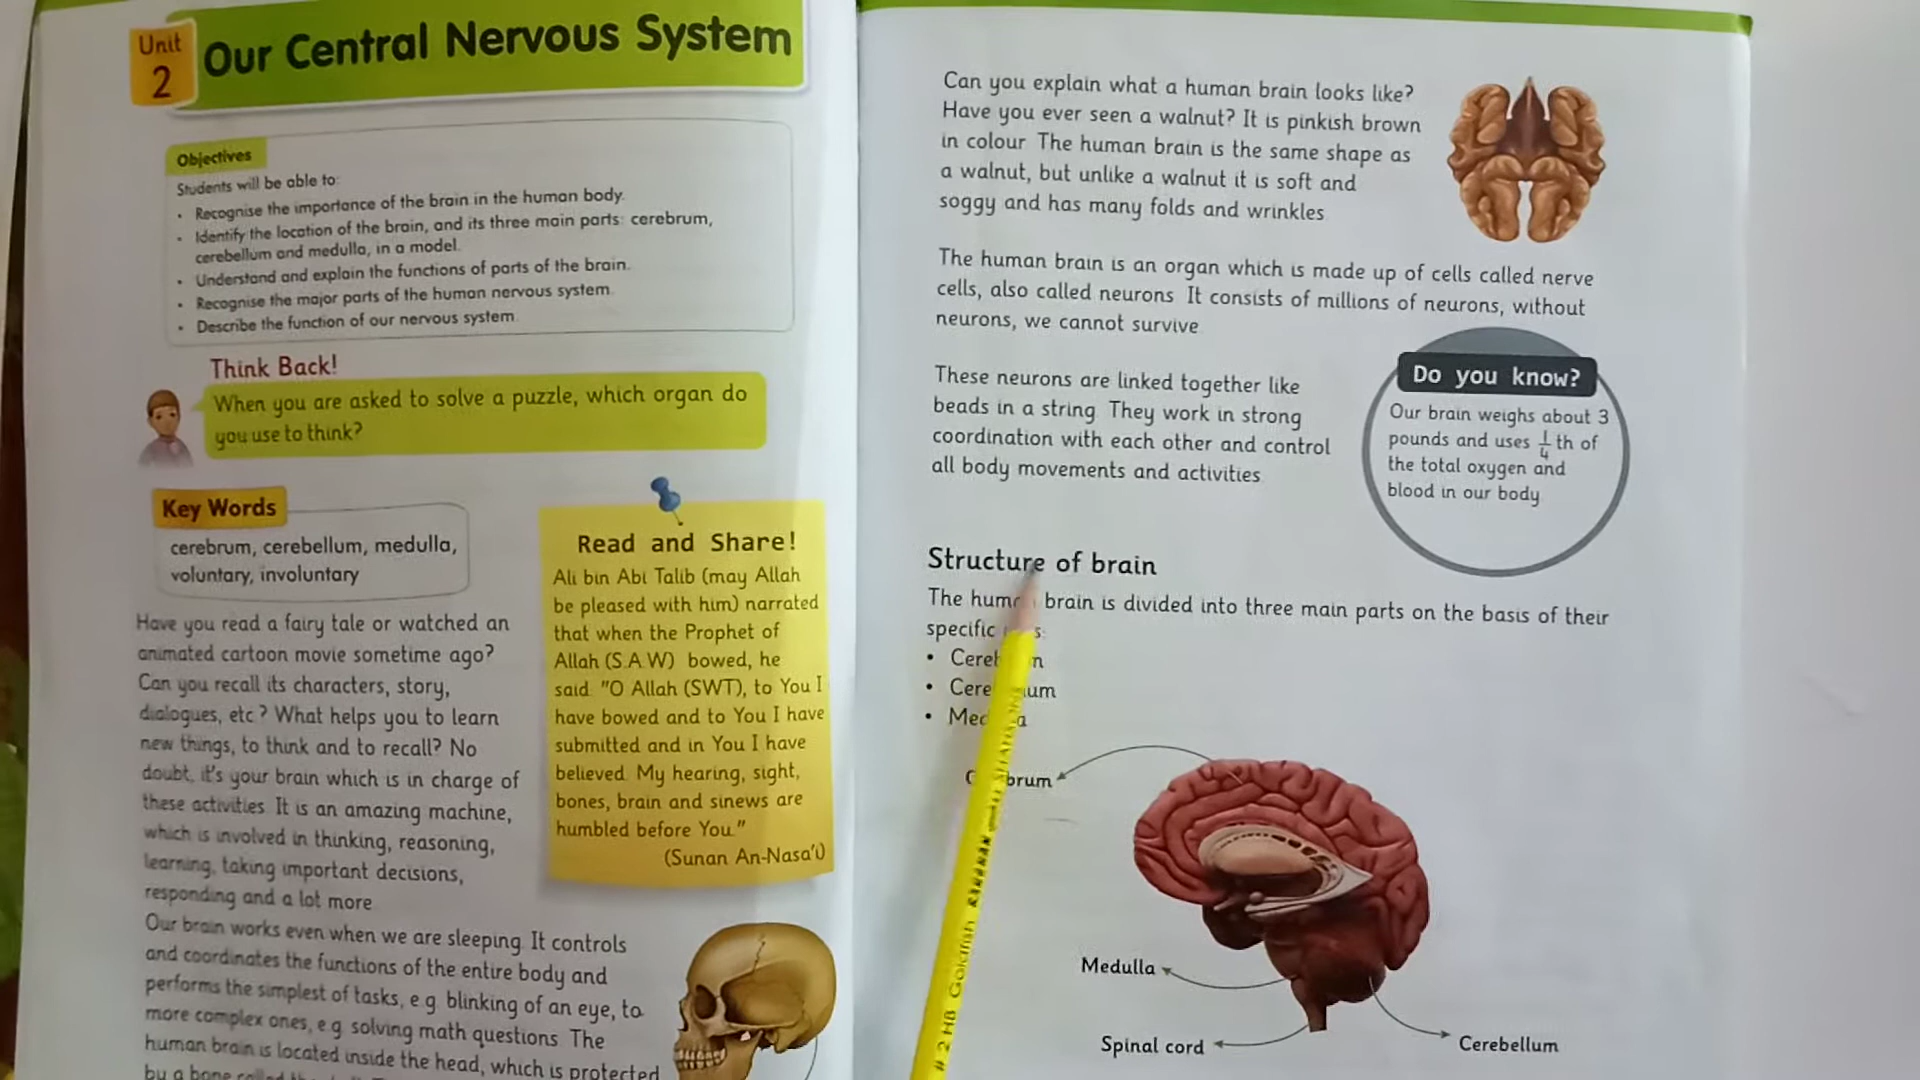 Unit
2
Our Central Nervous System
Objectives
Students will be able to:
• Recognise the importance of the brain in the human body.
• Identify the location of the brain, and its three main parts: cerebrum,
cerebellum and medulla, in a model.
• Understand and explain the functions of parts of the brain.
• Recognise the major parts of the human nervous system.
• Describe the function of our nervous system.
Think Back!
When you are asked to solve a puzzle, which organ do
you use to think?
Key Words
cerebrum, cerebellum, medulla,
voluntary, involuntary
Have you read a fairy tale or watched an
animated cartoon movie sometime ago?
Can you recall its characters, story,
dialogues, etc? What helps you to learn
new things, to think and to recall? No
doubt, it's your brain which is in charge of
these activities. It is an amazing machine,
which is involved in thinking, reasoning,
learning, taking important decisions,
responding and a lot more.
Our brain works even when we are sleeping. It controls
and coordinates the functions of the entire body and
performs the simplest of tasks, e.g. blinking of an eye, to
more complex ones, e.g. solving math questions. The
human brain is located inside the head, which is protected
by a bone called the
Read and Share!
Ali bin Abi Talib (may Allah
be pleased with him) narrated
that when the Prophet of
Allah (S.A.W) bowed, he
said: "O Allah (SWT), to You I
have bowed and to You I have
submitted and in You I have
believed. My hearing, sight,
bones, brain and sinews are
humbled before You."
(Sunan An-Nasa'i)
Can you explain what a human brain looks like?
Have you ever seen a walnut? It is pinkish brown
in colour. The human brain is the same shape as
a walnut, but unlike a walnut it is soft and
soggy and has many folds and wrinkles.
The human brain is an organ which is made up of cells called nerve
cells, also called neurons. It consists of millions of neurons, without
neurons, we cannot survive.
These neurons are linked together like
beads in a string. They work in strong
coordination with each other and control
all body movements and activities.
Do you know?
Our brain weighs about 3
pounds and uses 1/4 th of
the total oxygen and
blood in our body.
Structure of brain
The human brain is divided into three main parts on the basis of their
specific
• Cerebrum
• Cerebellum
• Medulla
Cerebrum
Medulla
Spinal cord
Cerebellum
# 2 HB Goldfish